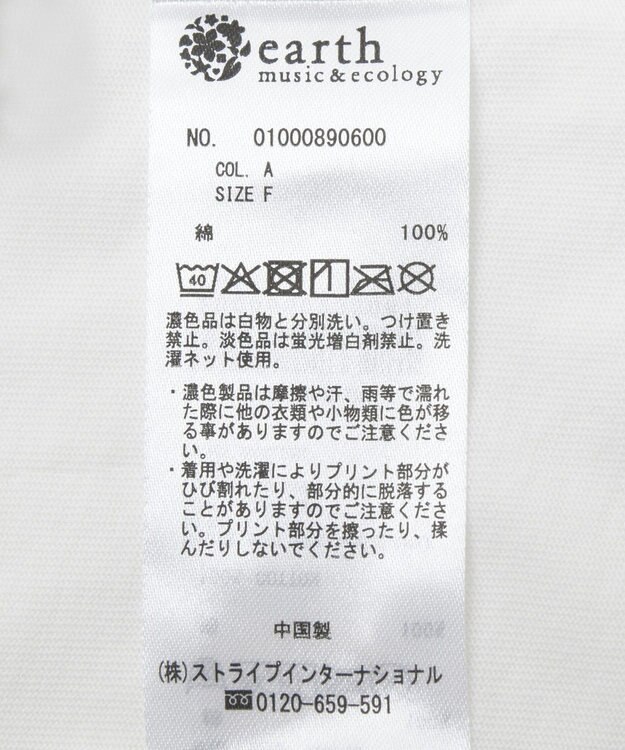 earth
music&ecology
NO. 01000890600
COL. A
SIZE F
綿 100%
40
濃色品は白物と分別洗い。つけ置き
禁止。淡色品は蛍光増白剤禁止。洗
濯ネット使用。
・濃色製品は摩擦や汗、雨等で濡れ
た際に他の衣類や小物類に色が移
る事がありますのでご注意くださ
い。
・着用や洗濯によりプリント部分が
ひび割れたり、部分的に脱落する
ことがありますのでご注意くださ
い。プリント部分を擦ったり、揉
んだりしないでください。
中国製
(株)ストライプインターナショナル
0120-659-591